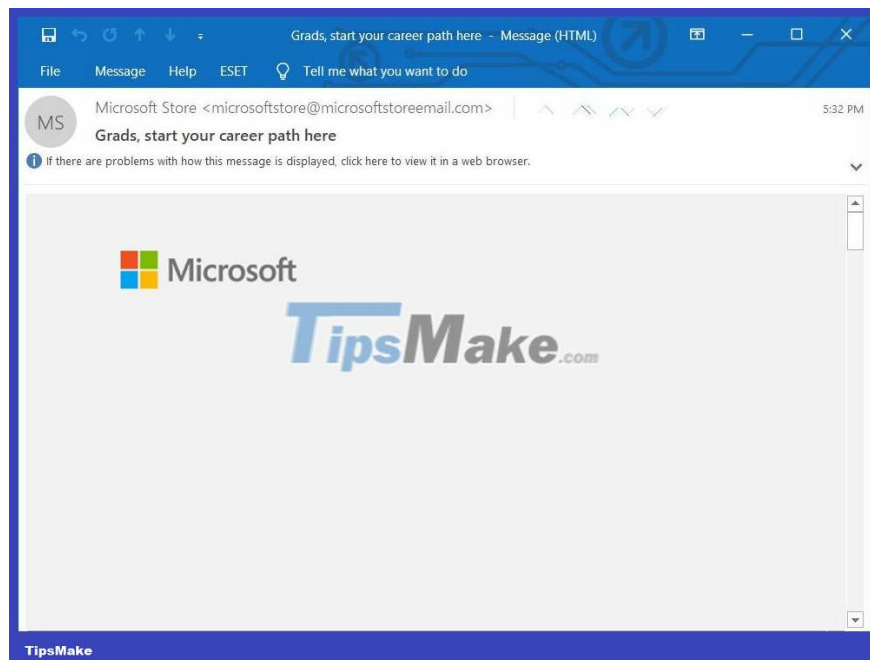 Grads, start your career path here - Message (HTML)
File Message Help ESET Tell me what you want to do
MS
Microsoft Store <microsoftstore@microsoftstoreemail.com>
5:32 PM
Grads, start your career path here
If there are problems with how this message is displayed, click here to view it in a web browser.
Microsoft
TipsMake.com
TipsMake